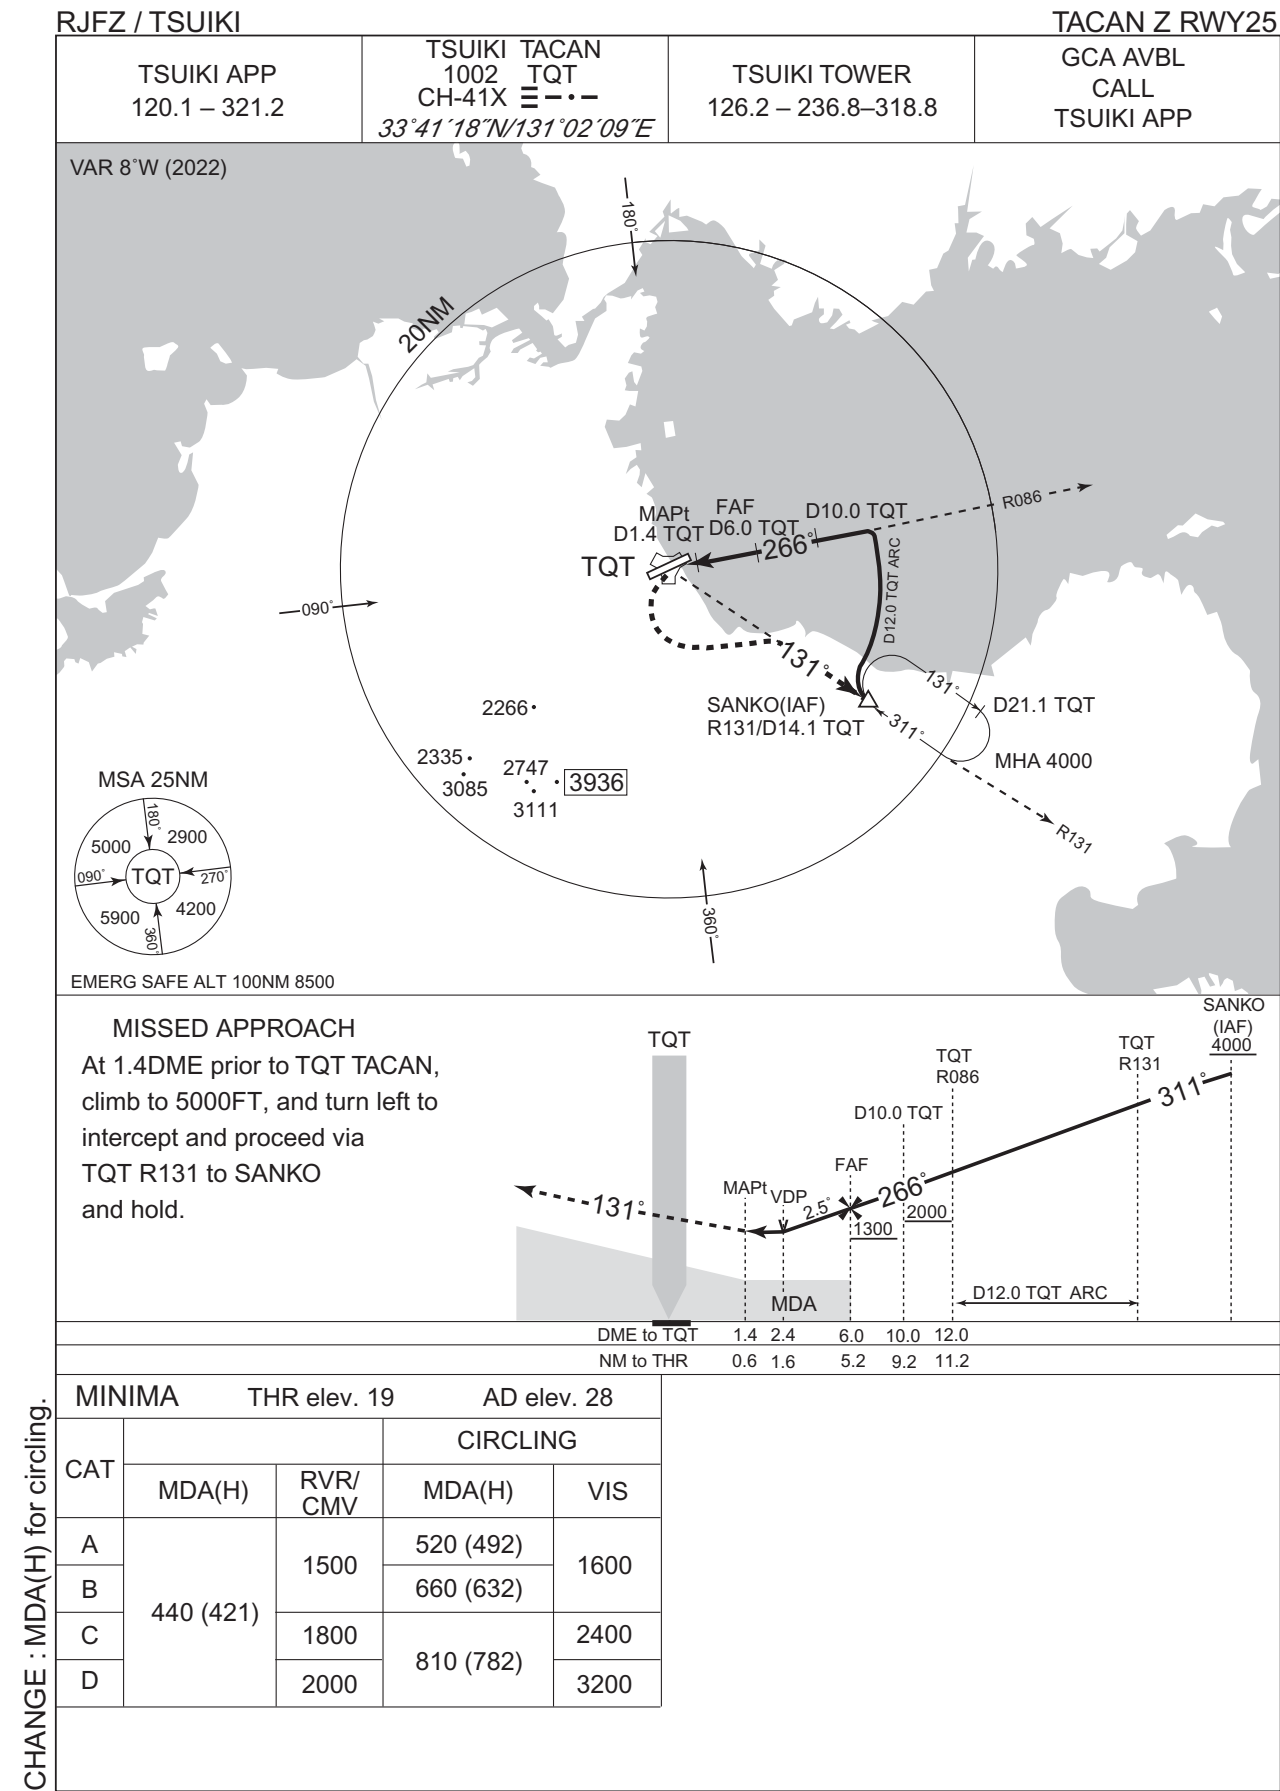 RJFZ / TSUIKI
TACAN Z RWY25
TSUIKI APP
120.1 – 321.2
TSUIKI TACAN
1002 TQT
CH-41X
33˚41´18˝N/131˚02´09˝E
TSUIKI TOWER
126.2 – 236.8–318.8
GCA AVBL
CALL
TSUIKI APP
VAR 8˚W (2022)
180˚
20NM
R086
MAPt
D1.4 TQT
FAF
D6.0 TQT
D10.0 TQT
266˚
TQT
D12.0 TQT ARC
090˚
131˚
131˚
SANKO(IAF)
R131/D14.1 TQT
D21.1 TQT
311˚
MHA 4000
R131
2266
2335
3085
2747
3936
3111
360˚
MSA 25NM
180˚
5000
2900
090˚
TQT
270˚
5900
4200
360˚
EMERG SAFE ALT 100NM 8500
MISSED APPROACH
At 1.4DME prior to TQT TACAN,
climb to 5000FT, and turn left to
intercept and proceed via
TQT R131 to SANKO
and hold.
TQT
SANKO
(IAF)
4000
TQT
R131
311˚
TQT
R086
D10.0 TQT
FAF
266˚
2000
MAPt
VDP
2.5˚
1300
131˚
MDA
D12.0 TQT ARC
DME to TQT 1.4 2.4 6.0 10.0 12.0
NM to THR 0.6 1.6 5.2 9.2 11.2
MINIMA THR elev. 19 AD elev. 28
CAT
CIRCLING
MDA(H)
RVR/
CMV
MDA(H)
VIS
A
B
C
D
440 (421)
1500
1800
2000
520 (492)
660 (632)
810 (782)
1600
2400
3200
CHANGE : MDA(H) for circling.